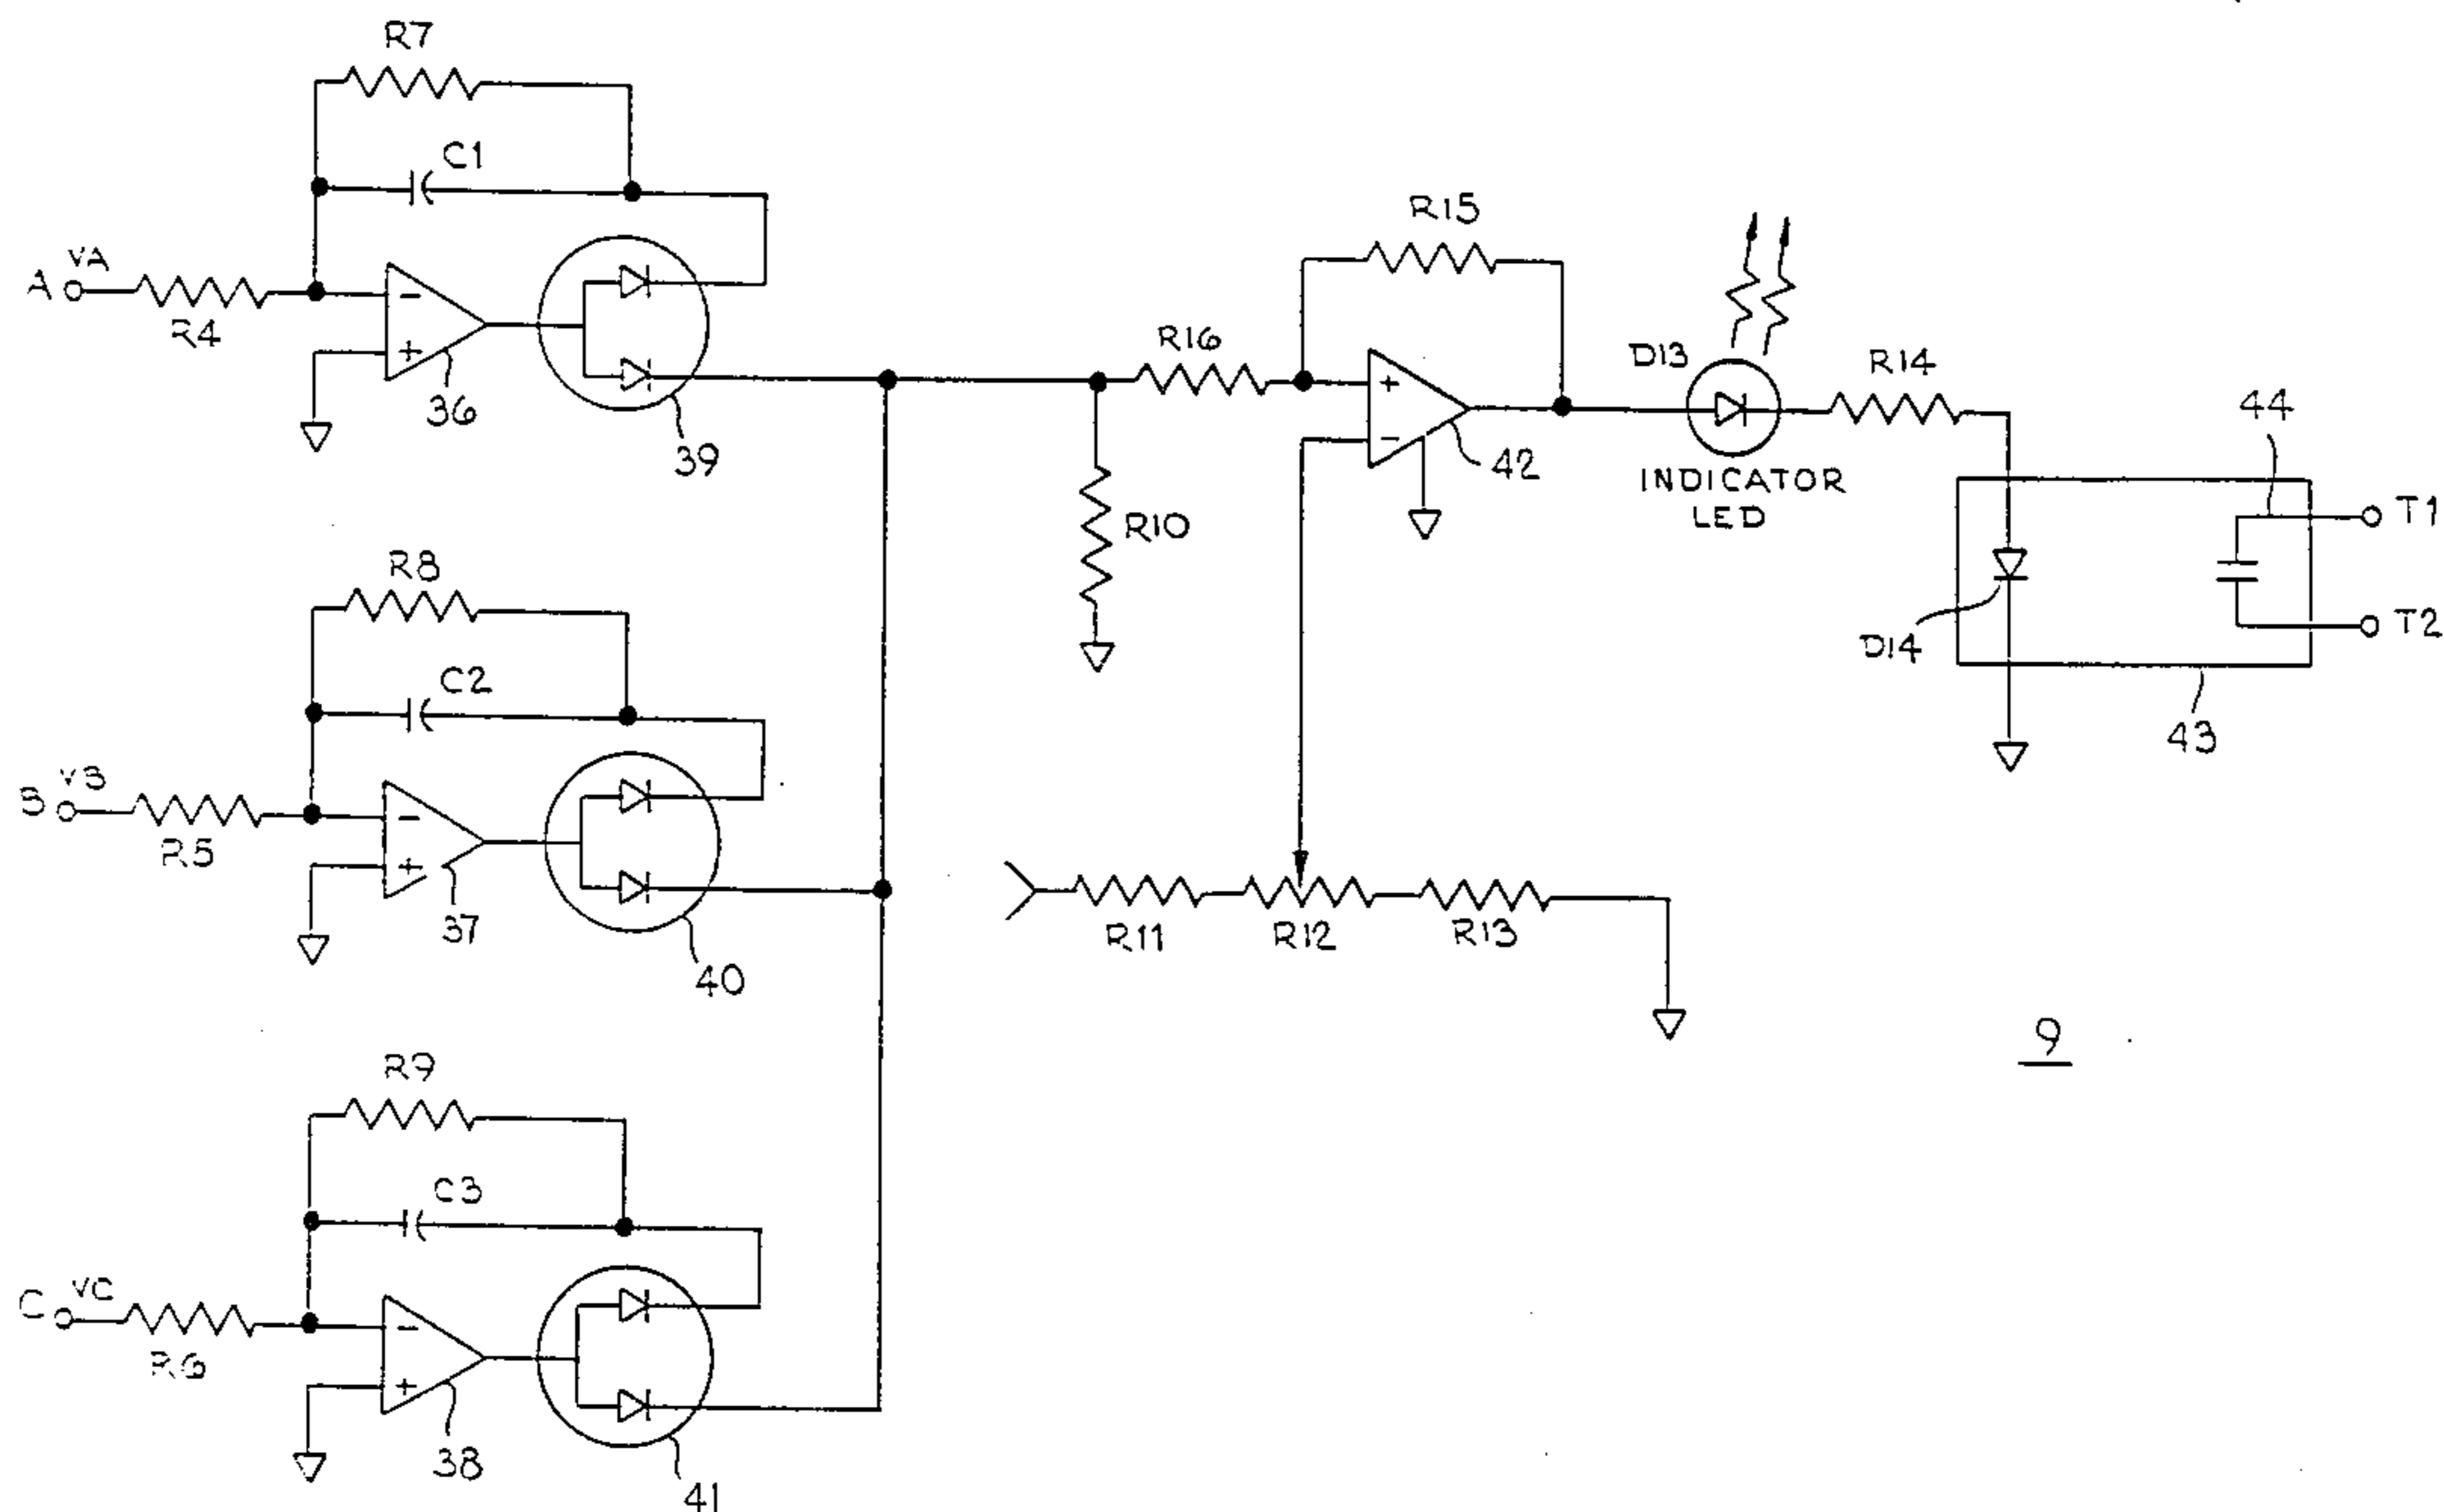 R7
C1
VA
A
R4
−
+
36
39
R15
R16
+
−
42
D13
INDICATOR
LED
R14
44
T1
T2
D14
43
R10
R8
C2
VB
B
R5
−
+
37
40
R11
R12
R13
9
R9
C3
VC
C
R6
−
+
38
41